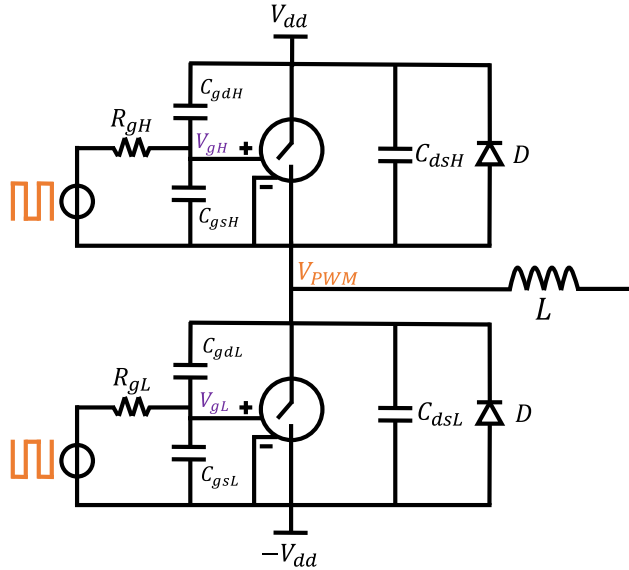 V_dd
C_gdH
R_gH
V_gH + C_dsH D
−
C_gsH
V_PWM
L
C_gdL
R_gL
V_gL + C_dsL D
−
C_gsL
−V_dd